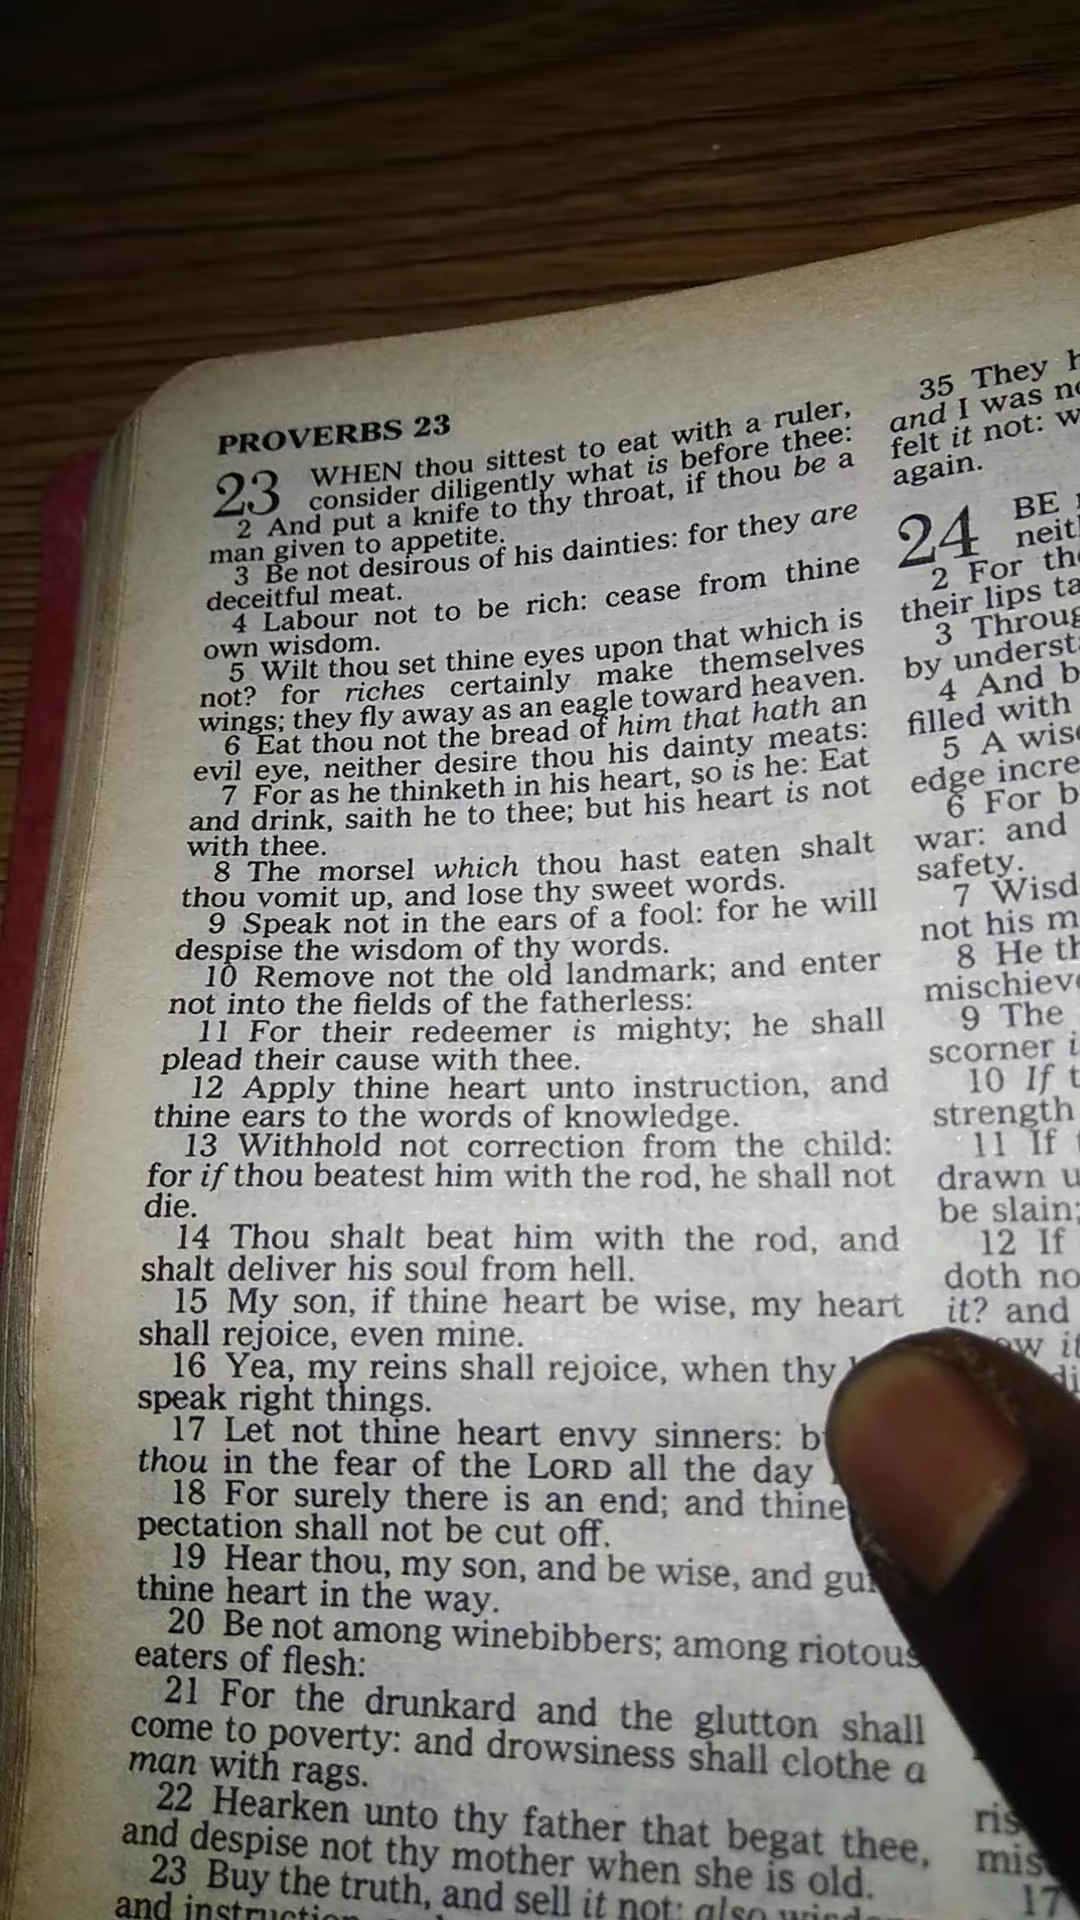 PROVERBS 23
23 WHEN thou sittest to eat with a ruler,
consider diligently what is before thee:
2 And put a knife to thy throat, if thou be a
man given to appetite.
3 Be not desirous of his dainties: for they are
deceitful meat.
4 Labour not to be rich: cease from thine
own wisdom.
5 Wilt thou set thine eyes upon that which is
not? for riches certainly make themselves
wings; they fly away as an eagle toward heaven.
6 Eat thou not the bread of him that hath an
evil eye, neither desire thou his dainty meats:
7 For as he thinketh in his heart, so is he: Eat
and drink, saith he to thee; but his heart is not
with thee.
8 The morsel which thou hast eaten shalt
thou vomit up, and lose thy sweet words.
9 Speak not in the ears of a fool: for he will
despise the wisdom of thy words.
10 Remove not the old landmark; and enter
not into the fields of the fatherless:
11 For their redeemer is mighty; he shall
plead their cause with thee.
12 Apply thine heart unto instruction, and
thine ears to the words of knowledge.
13 Withhold not correction from the child:
for if thou beatest him with the rod, he shall not
die.
14 Thou shalt beat him with the rod, and
shalt deliver his soul from hell.
15 My son, if thine heart be wise, my heart
shall rejoice, even mine.
16 Yea, my reins shall rejoice, when thy
speak right things.
17 Let not thine heart envy sinners:
thou in the fear of the LORD all the day
18 For surely there is an end; and thine
pectation shall not be cut off.
19 Hear thou, my son, and be wise, and
thine heart in the way.
20 Be not among winebibbers; among riotous
eaters of flesh:
21 For the drunkard and the glutton shall
come to poverty: and drowsiness shall clothe a
man with rags.
22 Hearken unto thy father that begat thee,
and despise not thy mother when she is old.
23 Buy the truth, and sell it not; also
and
35 They
and I was
felt it not:
again.
24 BE
2 For
their lips
3
by
4 And
filled with
5 A
edge
6 For
war: and
safety.
7
not his
8 He
9 The
scorner
10 If
strength
11 If
drawn
be slain;
12 If
doth
it? and
17